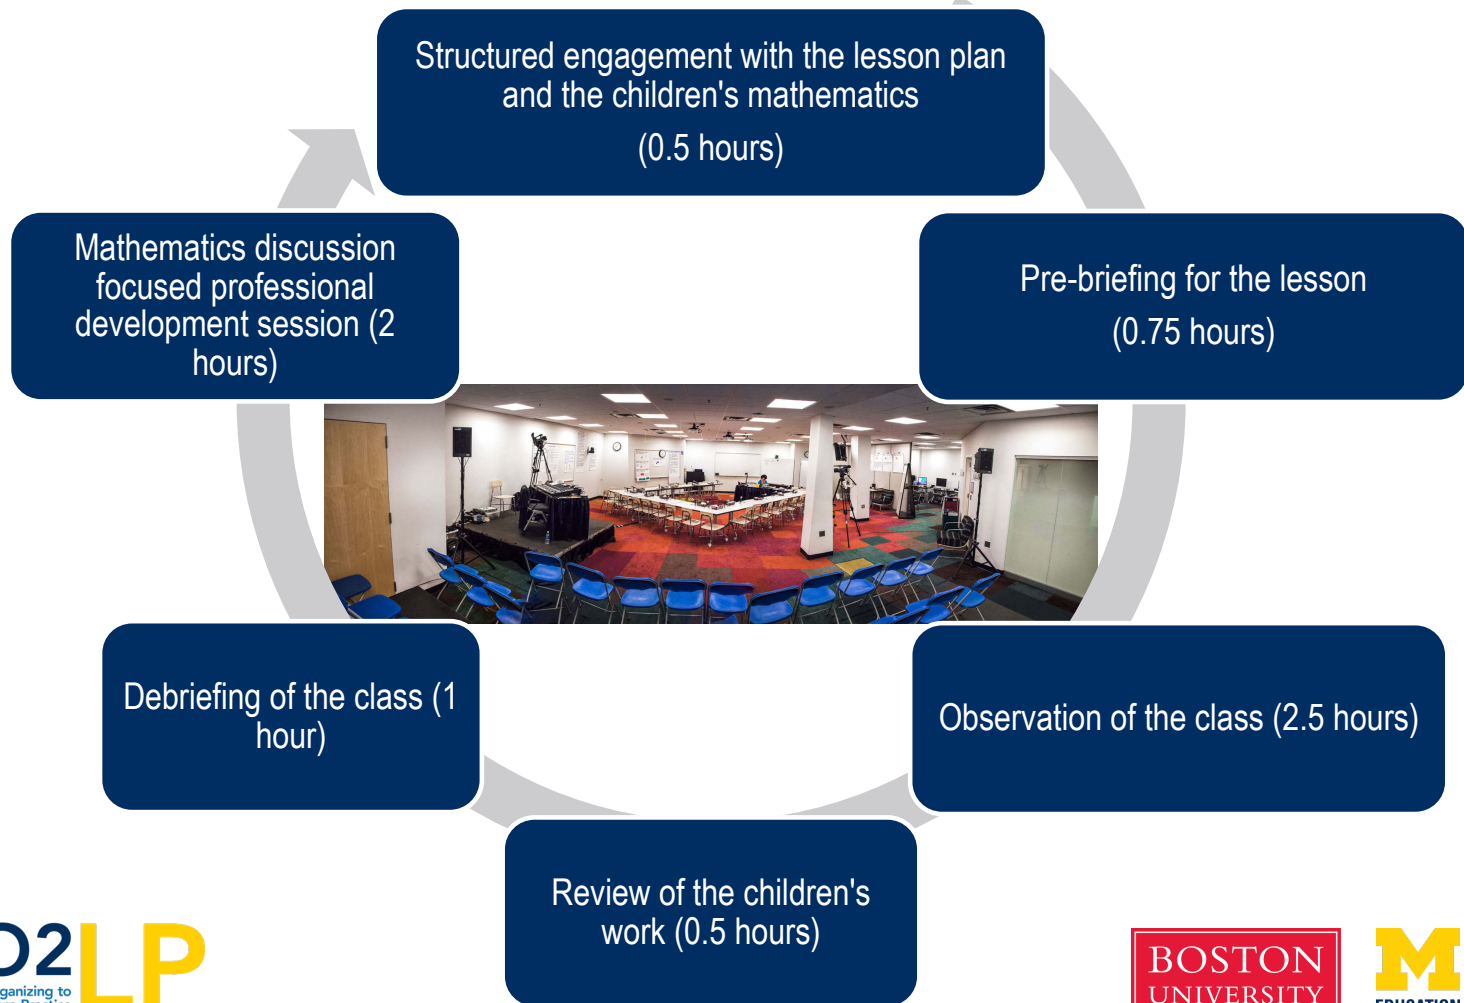 Structured engagement with the lesson plan
and the children's mathematics
(0.5 hours)
Mathematics discussion
focused professional
development session (2
hours)
Pre-briefing for the lesson
(0.75 hours)
Debriefing of the class (1
hour)
Observation of the class (2.5 hours)
Review of the children's
work (0.5 hours)
2LP
BOSTON
UNIVERSITY
M
EDUCATION